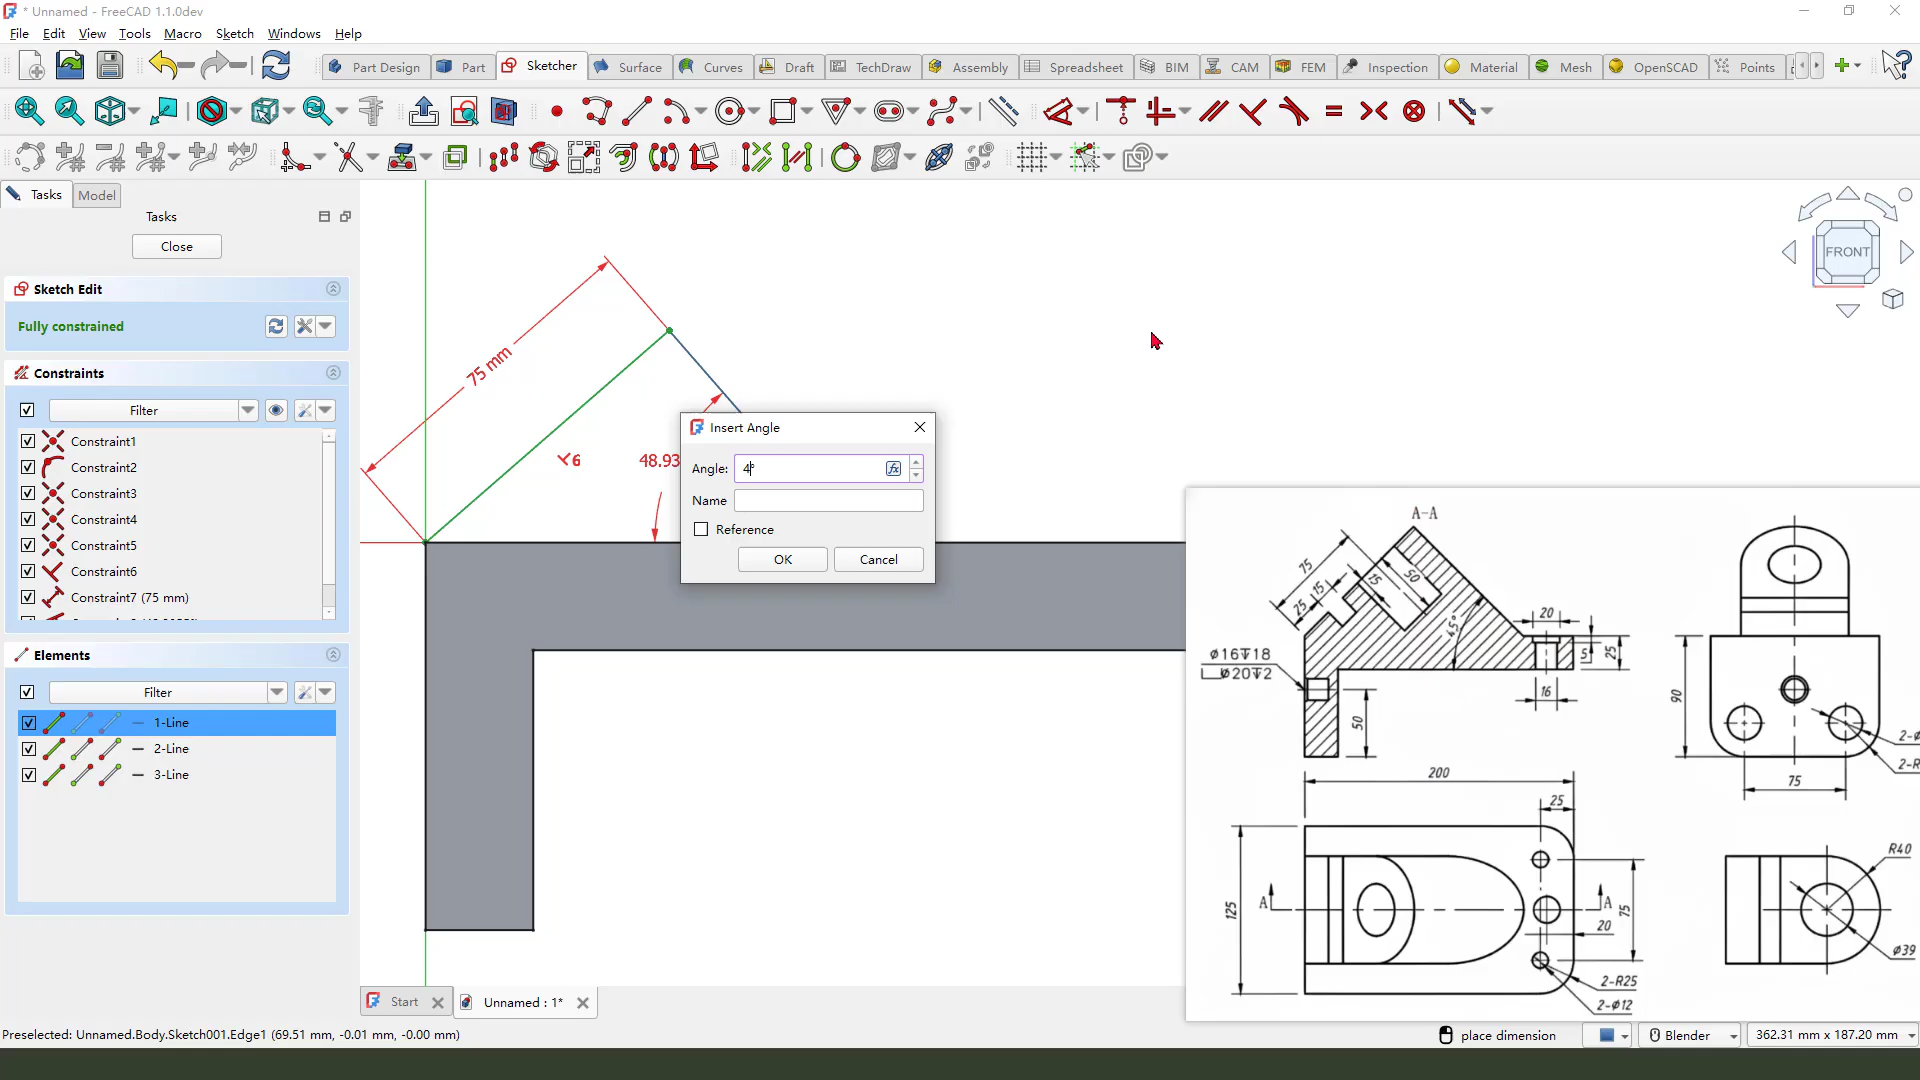 * Unnamed - FreeCAD 1.1.0dev
File Edit View Tools Macro Sketch Windows Help
Part Design Part Sketcher Surface Curves Draft TechDraw Assembly Spreadsheet BIM CAM FEM Inspection Material Mesh OpenSCAD Points
Tasks Model
Tasks
Close
Sketch Edit
Fully constrained
Constraints
Filter
Constraint1
Constraint2
Constraint3
Constraint4
Constraint5
Constraint6
Constraint7 (75 mm)
Elements
Filter
1-Line
2-Line
3-Line
75 mm
6
48.93
FRONT
Insert Angle
Angle: 4°
Name
Reference
OK Cancel
A-A
75
15
25
15
50
45°
20
5
25
16
50
⌀16↧18
⌴⌀20↧2
90
75
2-⌀
2-R
200
25
125
A
A
75
20
2-R25
2-⌀12
R40
⌀39
Start Unnamed : 1*
Preselected: Unnamed.Body.Sketch001.Edge1 (69.51 mm, -0.01 mm, -0.00 mm)
place dimension Blender 362.31 mm x 187.20 mm